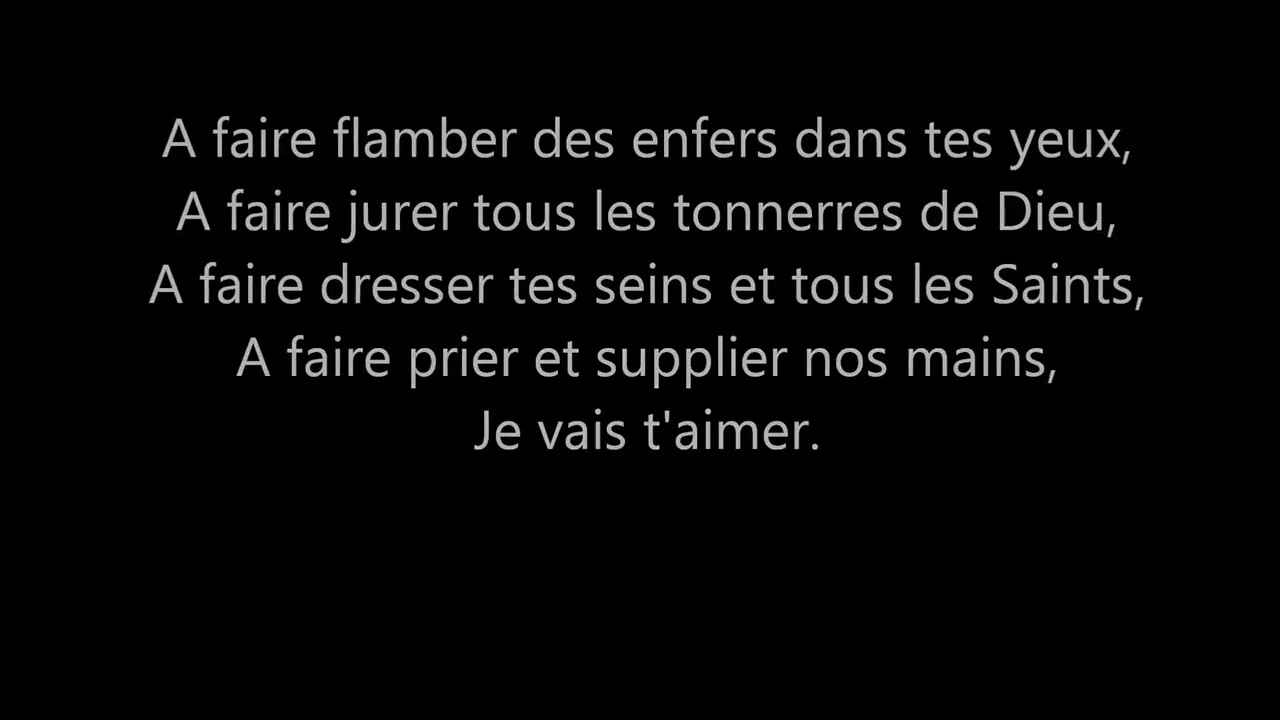 A faire flamber des enfers dans tes yeux,
A faire jurer tous les tonnerres de Dieu,
A faire dresser tes seins et tous les Saints,
A faire prier et supplier nos mains,
Je vais t'aimer.